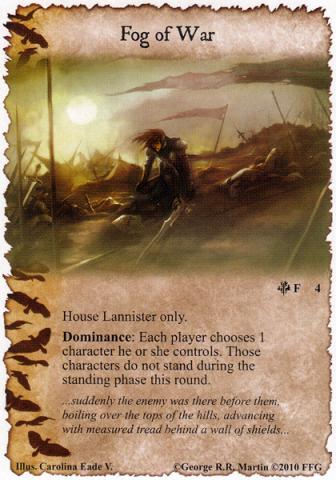 Fog of War
F 4
House Lannister only.
Dominance: Each player chooses 1
character he or she controls. Those
characters do not stand during the
standing phase this round.
...suddenly the enemy was there before them,
boiling over the tops of the hills, advancing
with measured tread behind a wall of shields...
Illus. Carolina Eade V. ©George R.R. Martin ©2010 FFG